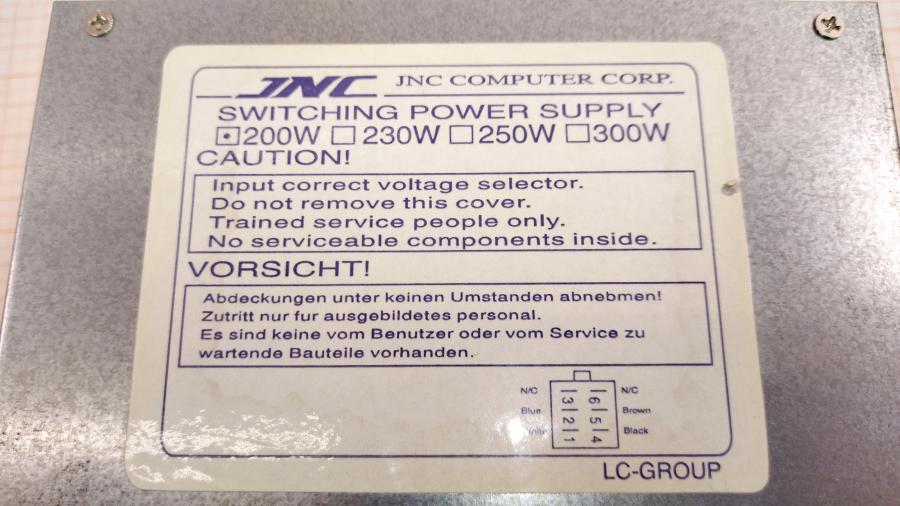 JNC JNC COMPUTER CORP.
SWITCHING POWER SUPPLY
200W 230W 250W 300W
CAUTION!
Input correct voltage selector.
Do not remove this cover.
Trained service people only.
No serviceable components inside.
VORSICHT!
Abdeckungen unter keinen Umstanden abnebmen!
Zutritt nur fur ausgebildetes personal.
Es sind keine vom Benutzer oder vom Service zu
wartende Bauteile vorhanden.
N/C 3 6 N/C
Blue 2 5 Brown
1 4 Black
LC-GROUP